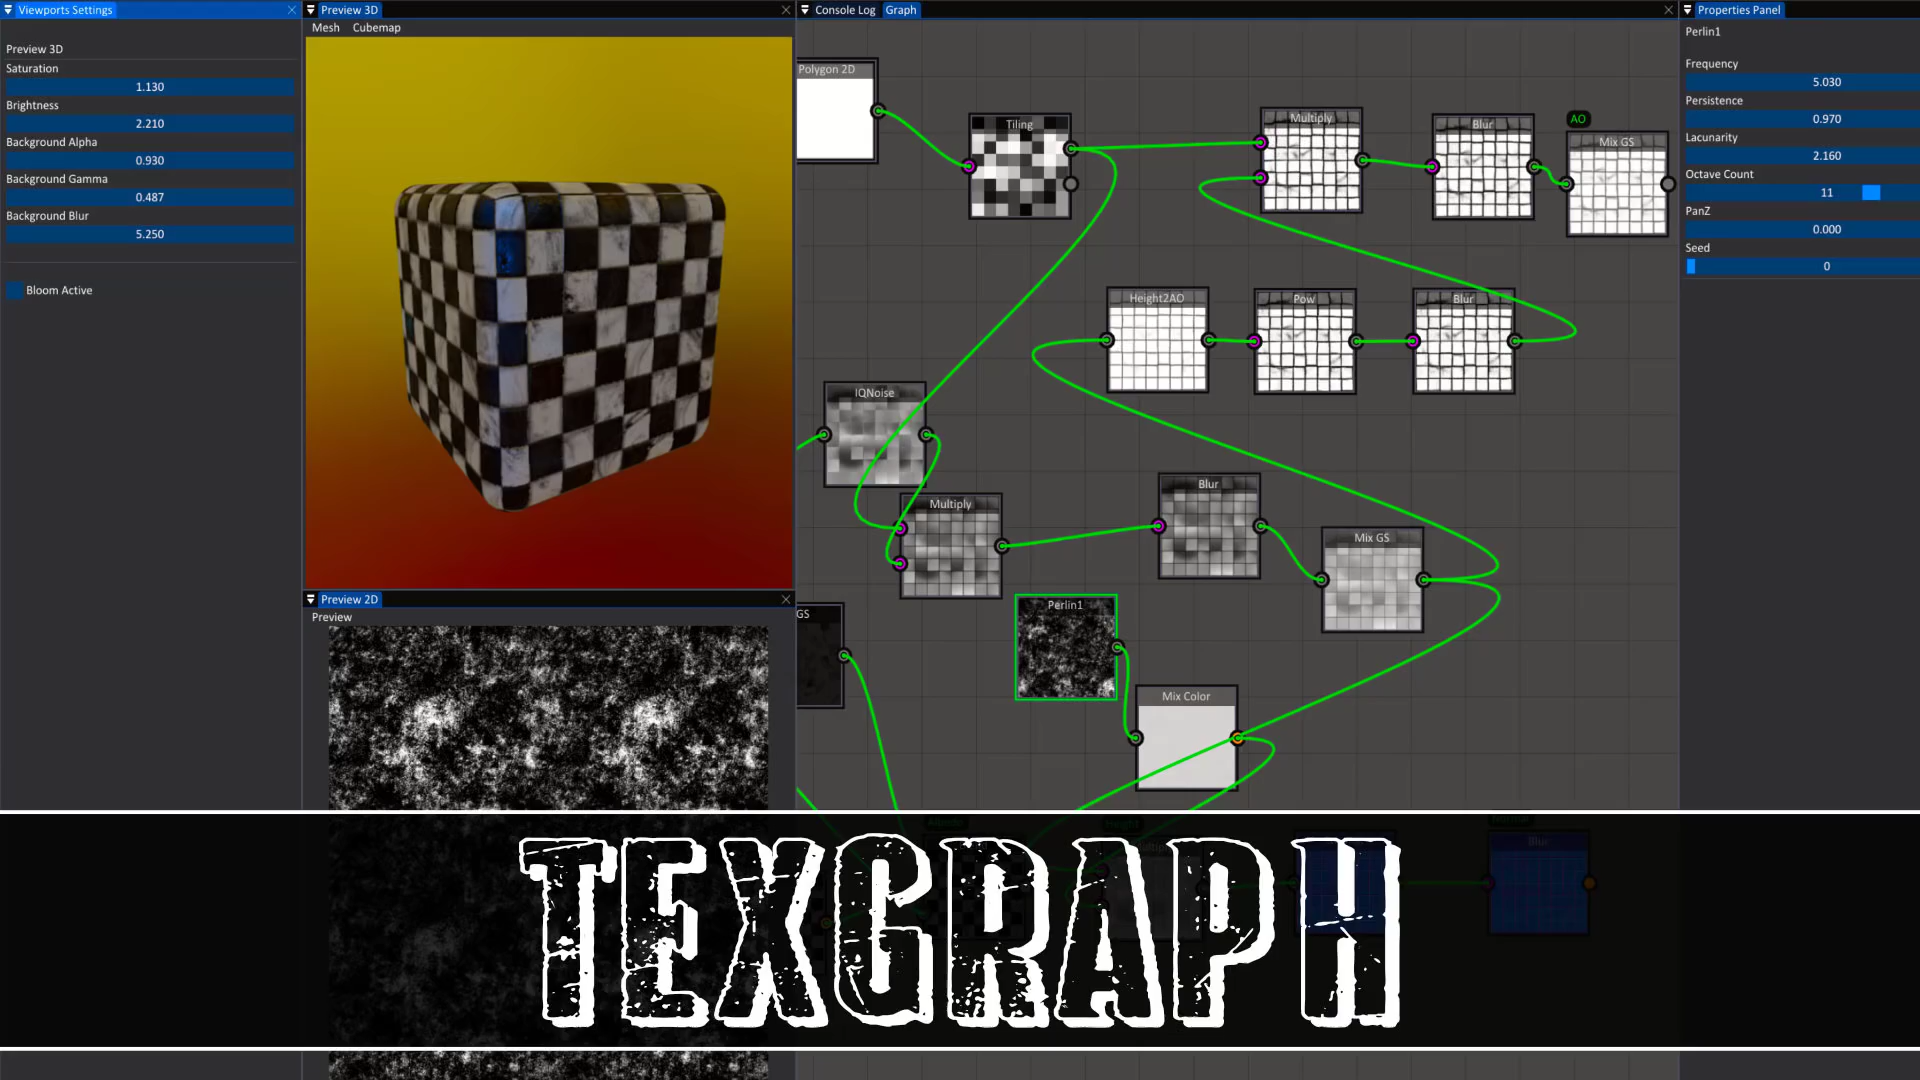 Viewports Settings
Preview 3D
Saturation
1.130
Brightness
2.210
Background Alpha
0.930
Background Gamma
0.487
Background Blur
5.250
Bloom Active
Preview 3D
Mesh Cubemap
Preview 2D
Preview
Console Log Graph
Polygon 2D
Tiling
Multiply
Blur
AO
Mix GS
Height2AO
Pow
Blur
IQNoise
Multiply
Blur
Mix GS
GS
Perlin1
Mix Color
Blur
Properties Panel
Perlin1
Frequency
5.030
Persistence
0.970
Lacunarity
2.160
Octave Count
11
PanZ
0.000
Seed
0
TEXGRAPH